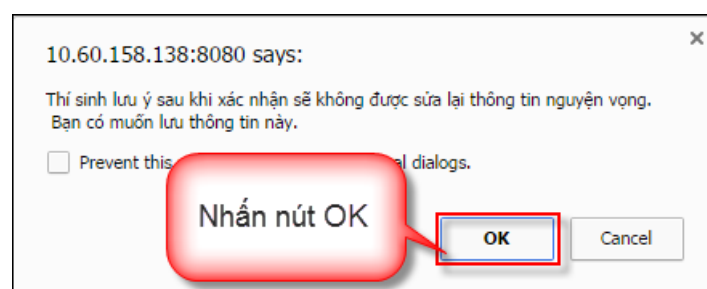 10.60.158.138:8080 says:
Thí sinh lưu ý sau khi xác nhận sẽ không được sửa lại thông tin nguyện vọng.
Bạn có muốn lưu thông tin này.
Prevent this al dialogs.
Nhấn nút OK
OK Cancel